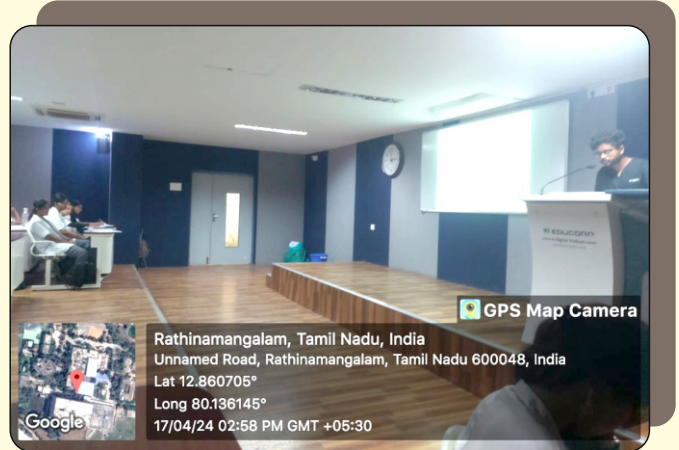 EDUCORP
GPS Map Camera
Rathinamangalam, Tamil Nadu, India
Unnamed Road, Rathinamangalam, Tamil Nadu 600048, India
Lat 12.860705°
Long 80.136145°
17/04/24 02:58 PM GMT +05:30
Google